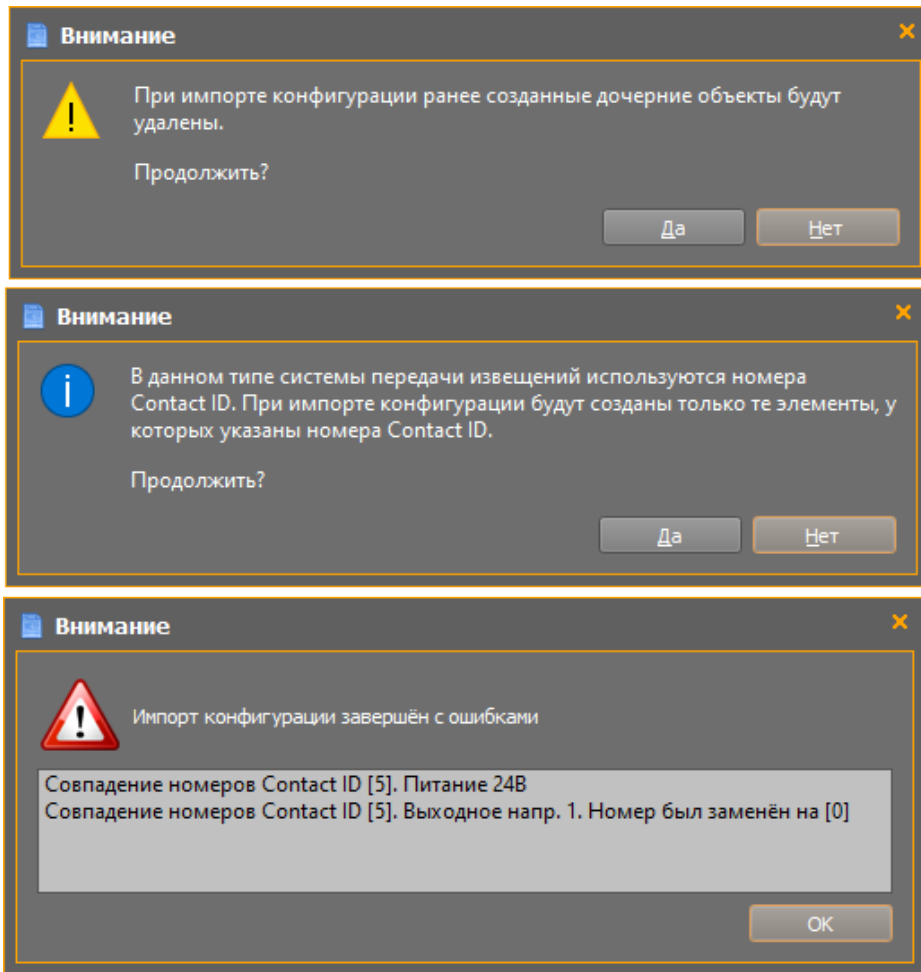 Внимание
При импорте конфигурации ранее созданные дочерние объекты будут
удалены.
Продолжить?
Да
Нет
Внимание
В данном типе системы передачи извещений используются номера
Contact ID. При импорте конфигурации будут созданы только те элементы, у
которых указаны номера Contact ID.
Продолжить?
Да
Нет
Внимание
Импорт конфигурации завершён с ошибками
Совпадение номеров Contact ID [5]. Питание 24В
Совпадение номеров Contact ID [5]. Выходное напр. 1. Номер был заменён на [0]
OK